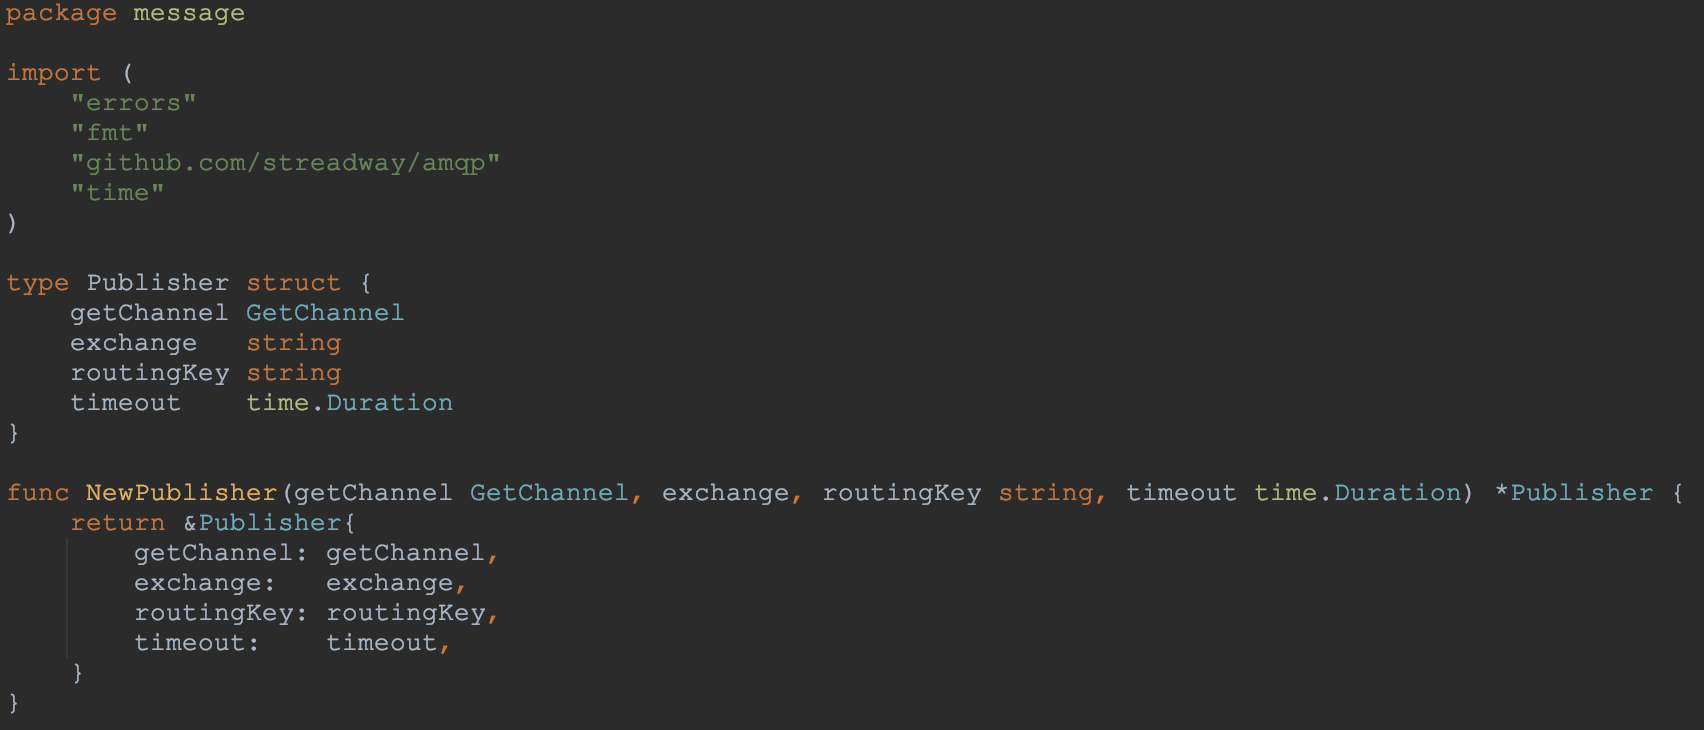 package message
import (
"errors"
"fmt"
"github.com/streadway/amqp"
"time"
)
type Publisher struct {
getChannel GetChannel
exchange   string
routingKey string
timeout    time.Duration
}
func NewPublisher(getChannel GetChannel, exchange, routingKey string, timeout time.Duration) *Publisher {
return &Publisher{
getChannel: getChannel,
exchange:   exchange,
routingKey: routingKey,
timeout:    timeout,
}
}